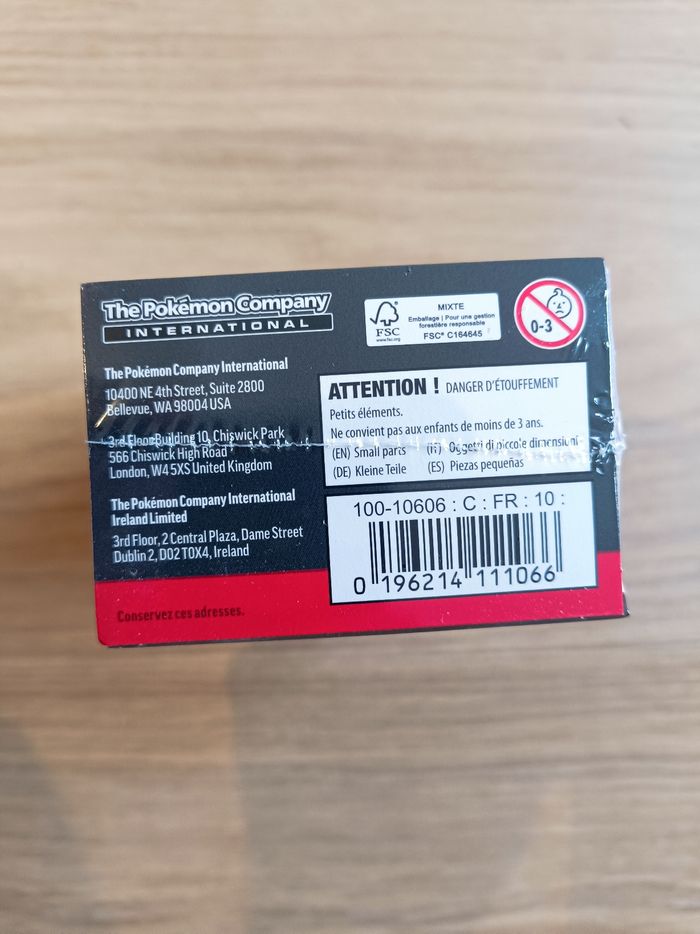 The Pokémon Company
INTERNATIONAL
The Pokémon Company International
10400 NE 4th Street, Suite 2800
Bellevue, WA 98004 USA
3rd Floor Building 10, Chiswick Park
566 Chiswick High Road
London, W4 5XS United Kingdom
The Pokémon Company International
Ireland Limited
3rd Floor, 2 Central Plaza, Dame Street
Dublin 2, D02 T0X4, Ireland
Conservez ces adresses.
FSC
www.fsc.org
MIXTE
Emballage | Pour une gestion
forestière responsable
FSC® C164645
0-3
ATTENTION ! DANGER D'ÉTOUFFEMENT
Petits éléments.
Ne convient pas aux enfants de moins de 3 ans.
(EN) Small parts (IT) Oggetti di piccole dimensioni
(DE) Kleine Teile (ES) Piezas pequeñas
100-10606 : C : FR : 10 :
0 196214 111066